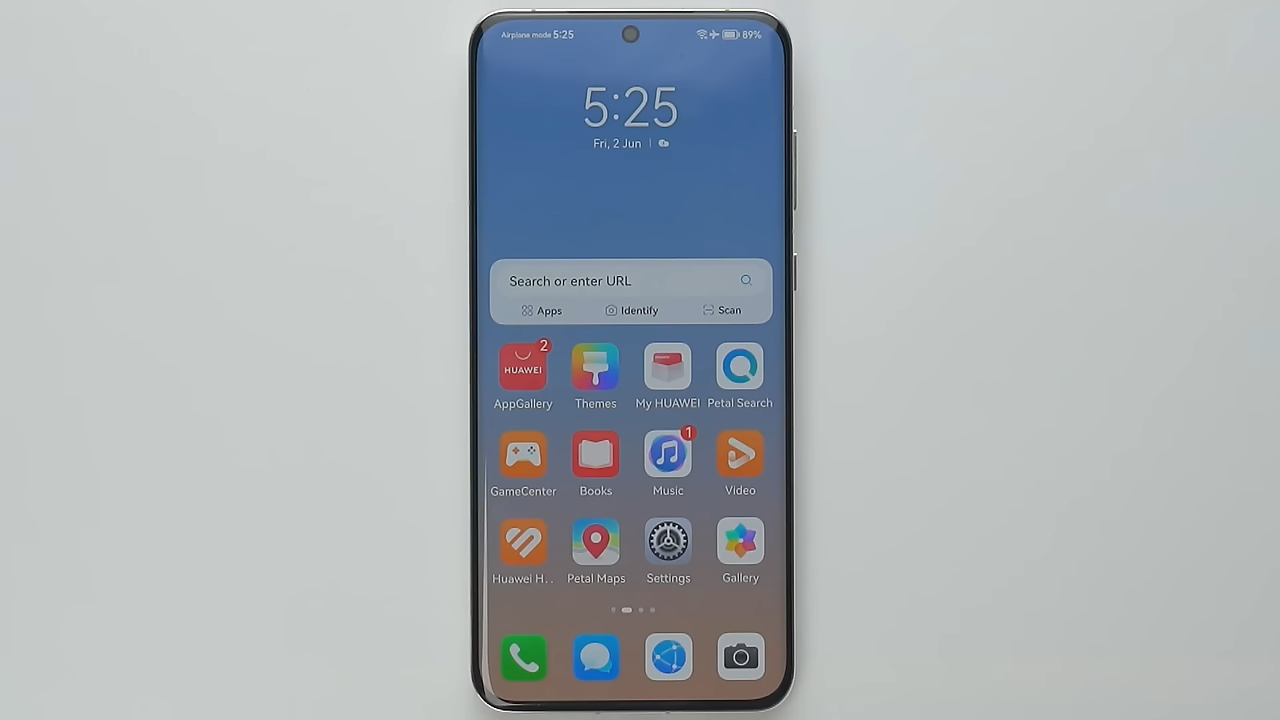 Airplane mode 5:25
89%
5:25
Fri, 2 Jun
Search or enter URL
Apps
Identify
Scan
2
HUAWEI
AppGallery
Themes
My HUAWEI
Petal Search
1
GameCenter
Books
Music
Video
Huawei H..
Petal Maps
Settings
Gallery